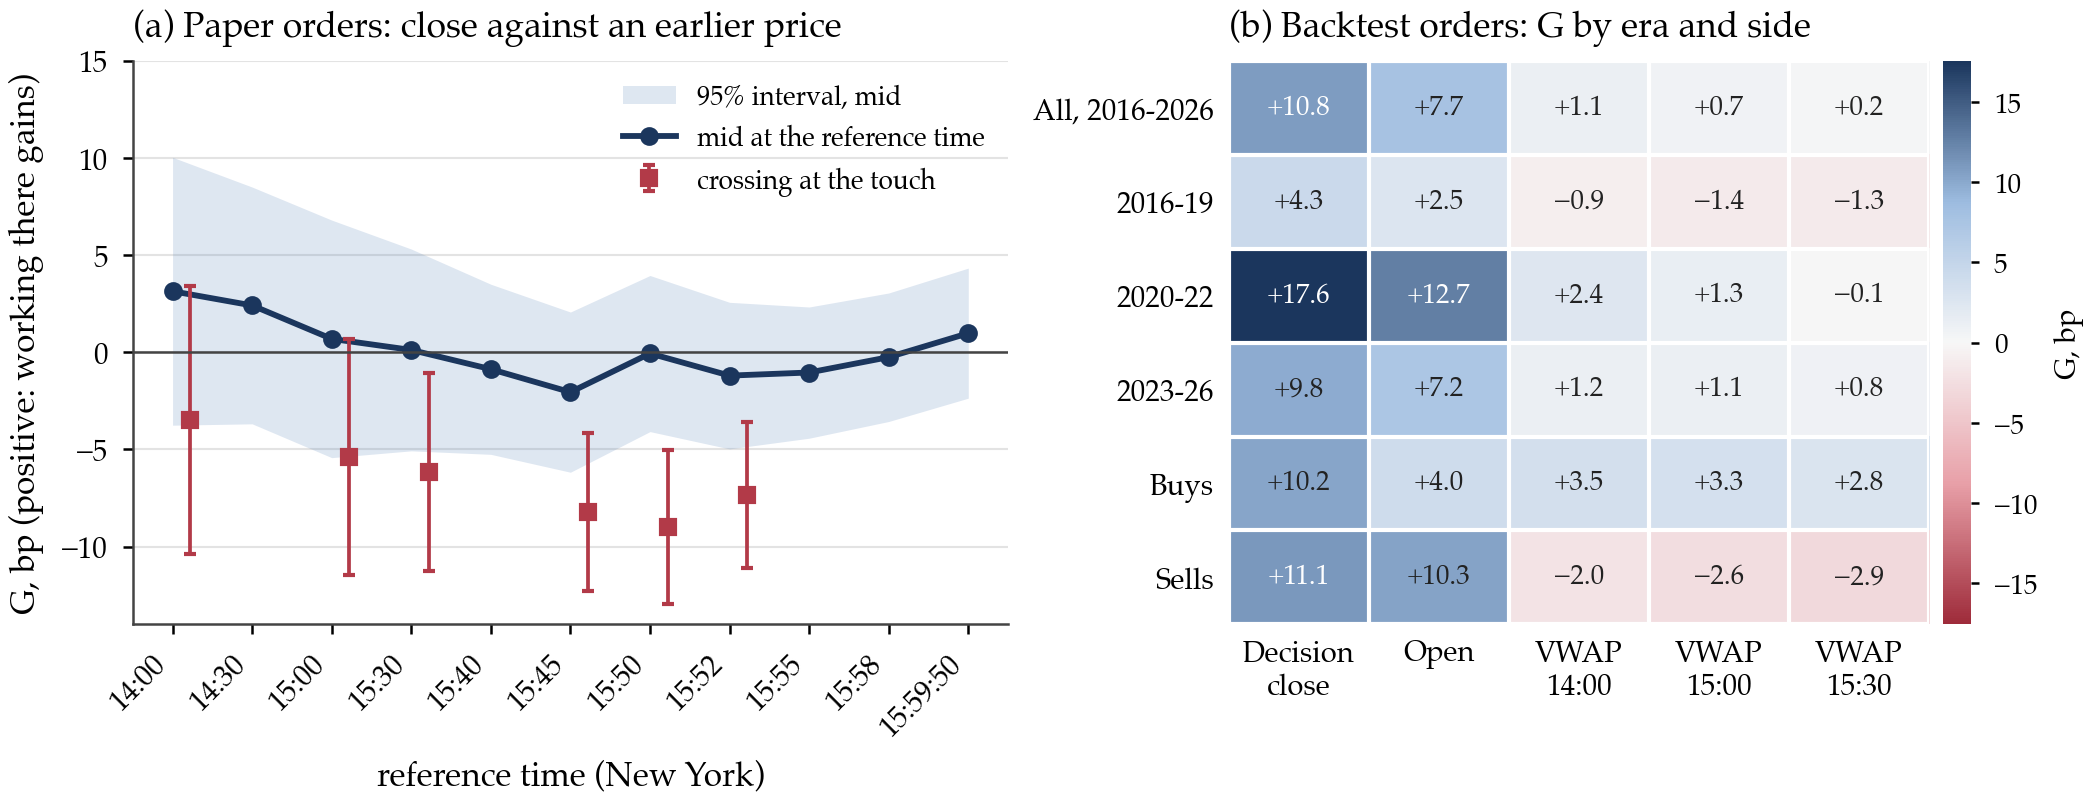 (a) Paper orders: close against an earlier price
G, bp (positive: working there gains)
15
10
5
0
−5
−10
95% interval, mid
mid at the reference time
crossing at the touch
14:00
14:30
15:00
15:30
15:40
15:45
15:50
15:52
15:55
15:58
15:59:50
reference time (New York)
(b) Backtest orders: G by era and side
All, 2016-2026 +10.8 +7.7 +1.1 +0.7 +0.2
2016-19 +4.3 +2.5 −0.9 −1.4 −1.3
2020-22 +17.6 +12.7 +2.4 +1.3 −0.1
2023-26 +9.8 +7.2 +1.2 +1.1 +0.8
Buys +10.2 +4.0 +3.5 +3.3 +2.8
Sells +11.1 +10.3 −2.0 −2.6 −2.9
Decision Open VWAP VWAP VWAP
close 14:00 15:00 15:30
15
10
5
0
−5
−10
−15
G, bp